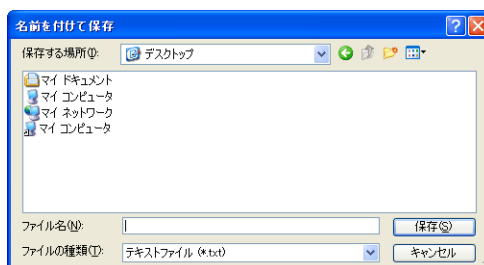 名前を付けて保存
保存する場所(I):
デスクトップ
マイ ドキュメント
マイ コンピュータ
マイ ネットワーク
マイ コンピュータ
ファイル名(N):
保存(S)
ファイルの種類(T):
テキストファイル (*.txt)
キャンセル